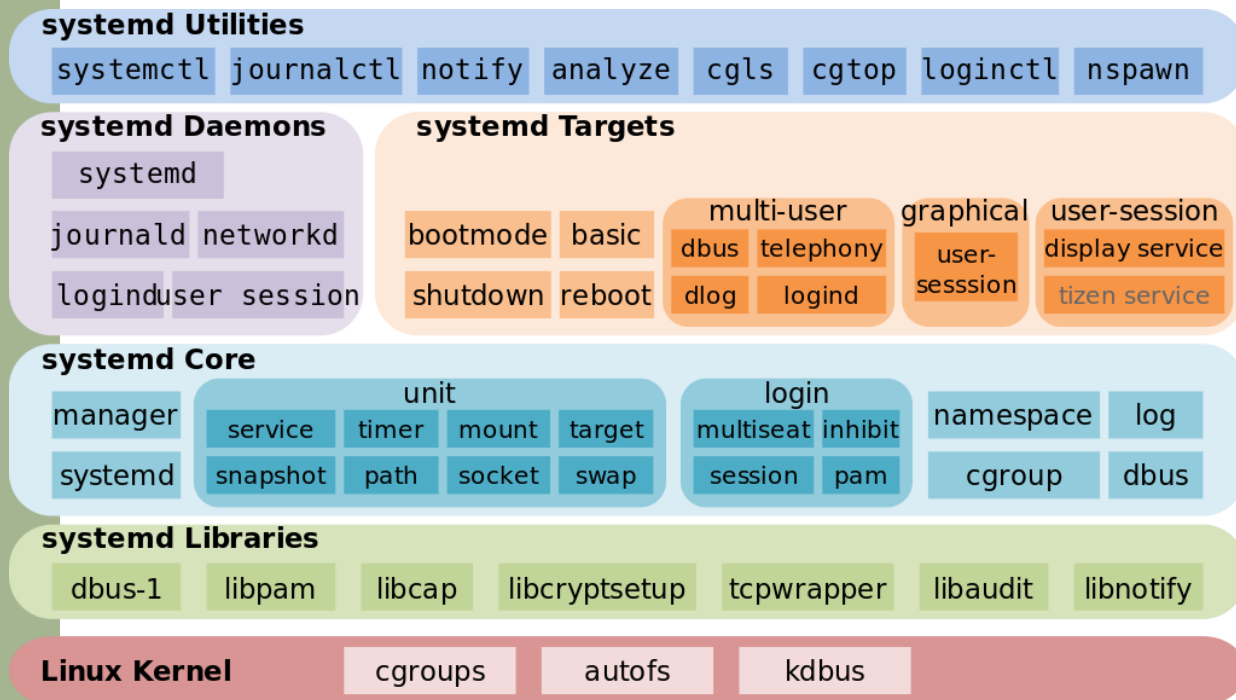 systemd Utilities
systemctl journalctl notify analyze cgls cgtop loginctl nspawn
systemd Daemons
systemd
journald networkd
logind user session
systemd Targets
bootmode basic
shutdown reboot
multi-user
dbus telephony
dlog logind
graphical
user-
sesssion
user-session
display service
tizen service
systemd Core
manager
systemd
unit
service timer mount target
snapshot path socket swap
login
multiseat inhibit
session pam
namespace log
cgroup dbus
systemd Libraries
dbus-1 libpam libcap libcryptsetup tcpwrapper libaudit libnotify
Linux Kernel cgroups autofs kdbus